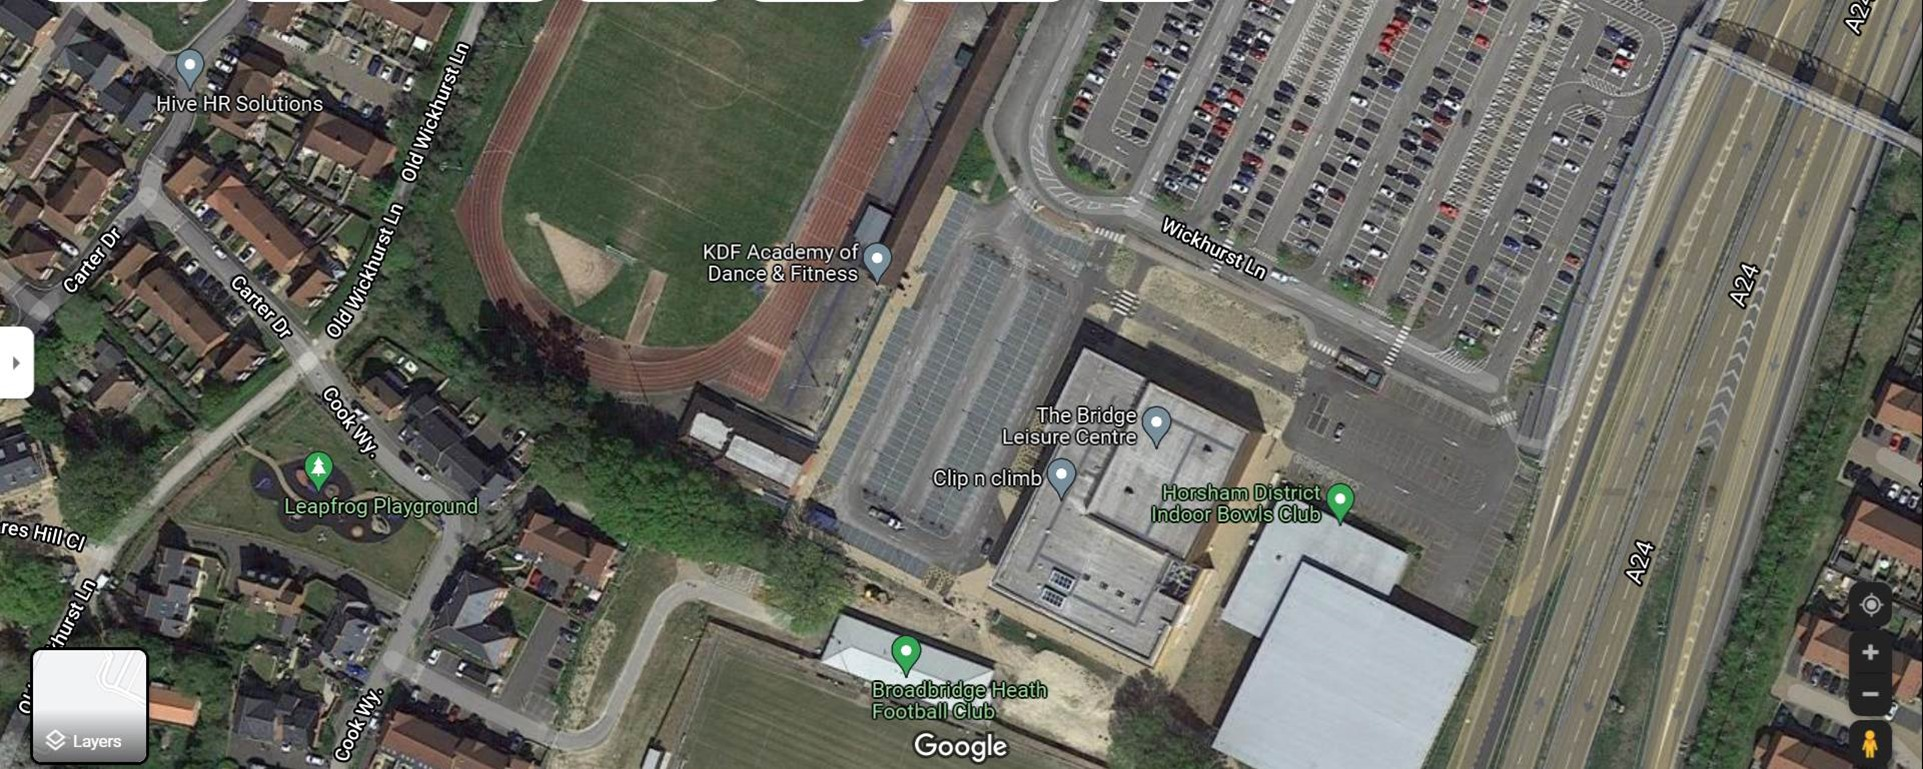 A24
Hive HR Solutions
Old Wickhurst Ln
Carter Dr
Old Wickhurst Ln
Carter Dr
KDF Academy of
Dance & Fitness
Wickhurst Ln
A24
Cook Wy.
The Bridge
Leisure Centre
Clip n climb
Horsham District
Indoor Bowls Club
Leapfrog Playground
res Hill Cl
A24
khurst Ln
Ol
Cook Wy.
Broadbridge Heath
Football Club
Layers
Google